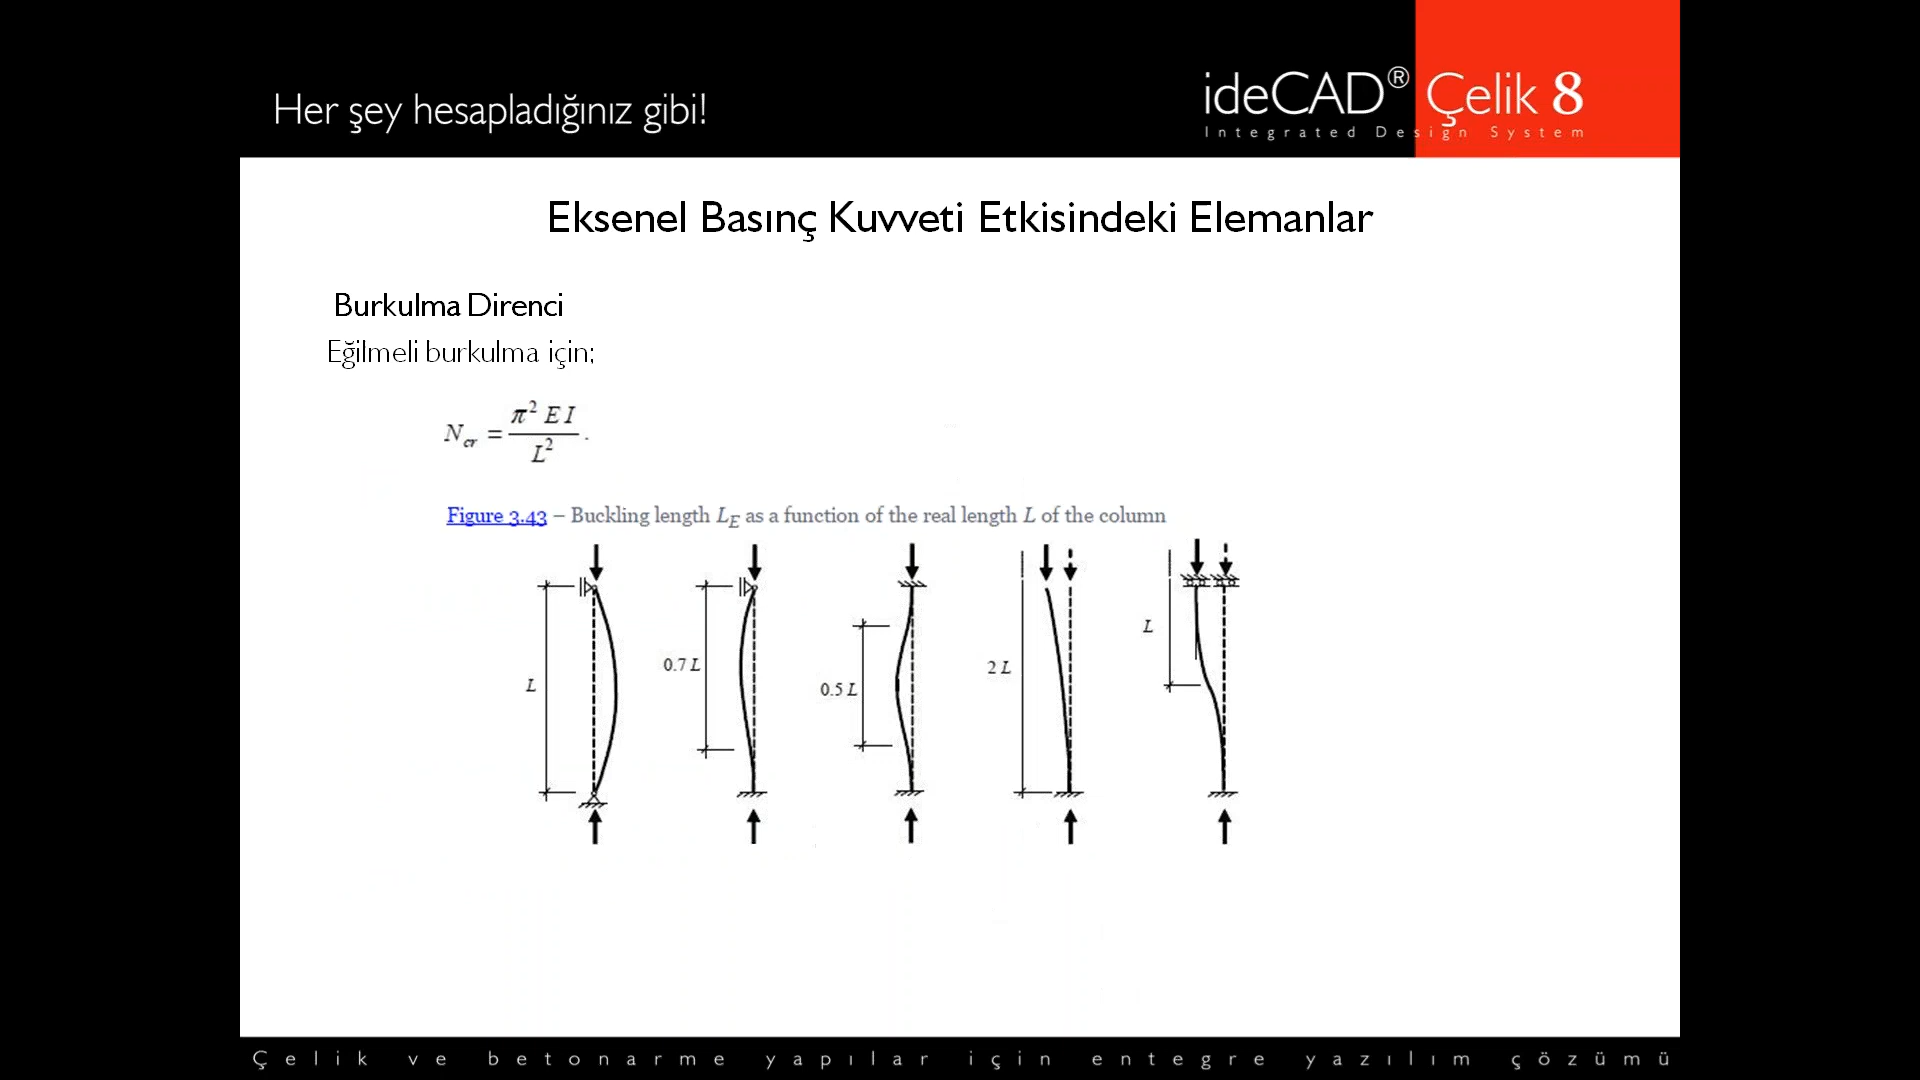 Her şey hesapladığınız gibi!
ideCAD® Çelik 8
Integrated Design System
Eksenel Basınç Kuvveti Etkisindeki Elemanlar
Burkulma Direnci
Eğilmeli burkulma için;
N_cr = π² E I / L² .
Figure 3.43 – Buckling length L_E as a function of the real length L of the column
L
0.7 L
0.5 L
2 L
L
Çelik ve betonarme yapılar için entegre yazılım çözümü